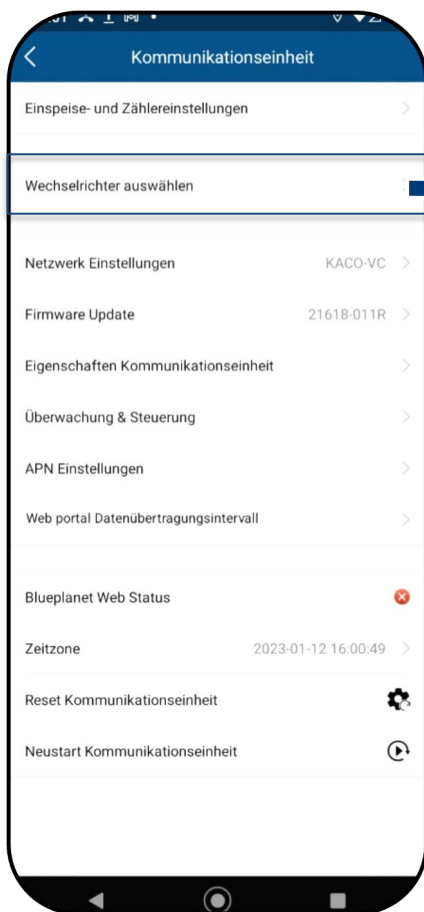 Kommunikationseinheit
Einspeise- und Zählereinstellungen
Wechselrichter auswählen
Netzwerk Einstellungen KACO-VC
Firmware Update 21618-011R
Eigenschaften Kommunikationseinheit
Überwachung & Steuerung
APN Einstellungen
Web portal Datenübertragungsintervall
Blueplanet Web Status
Zeitzone 2023-01-12 16:00:49
Reset Kommunikationseinheit
Neustart Kommunikationseinheit